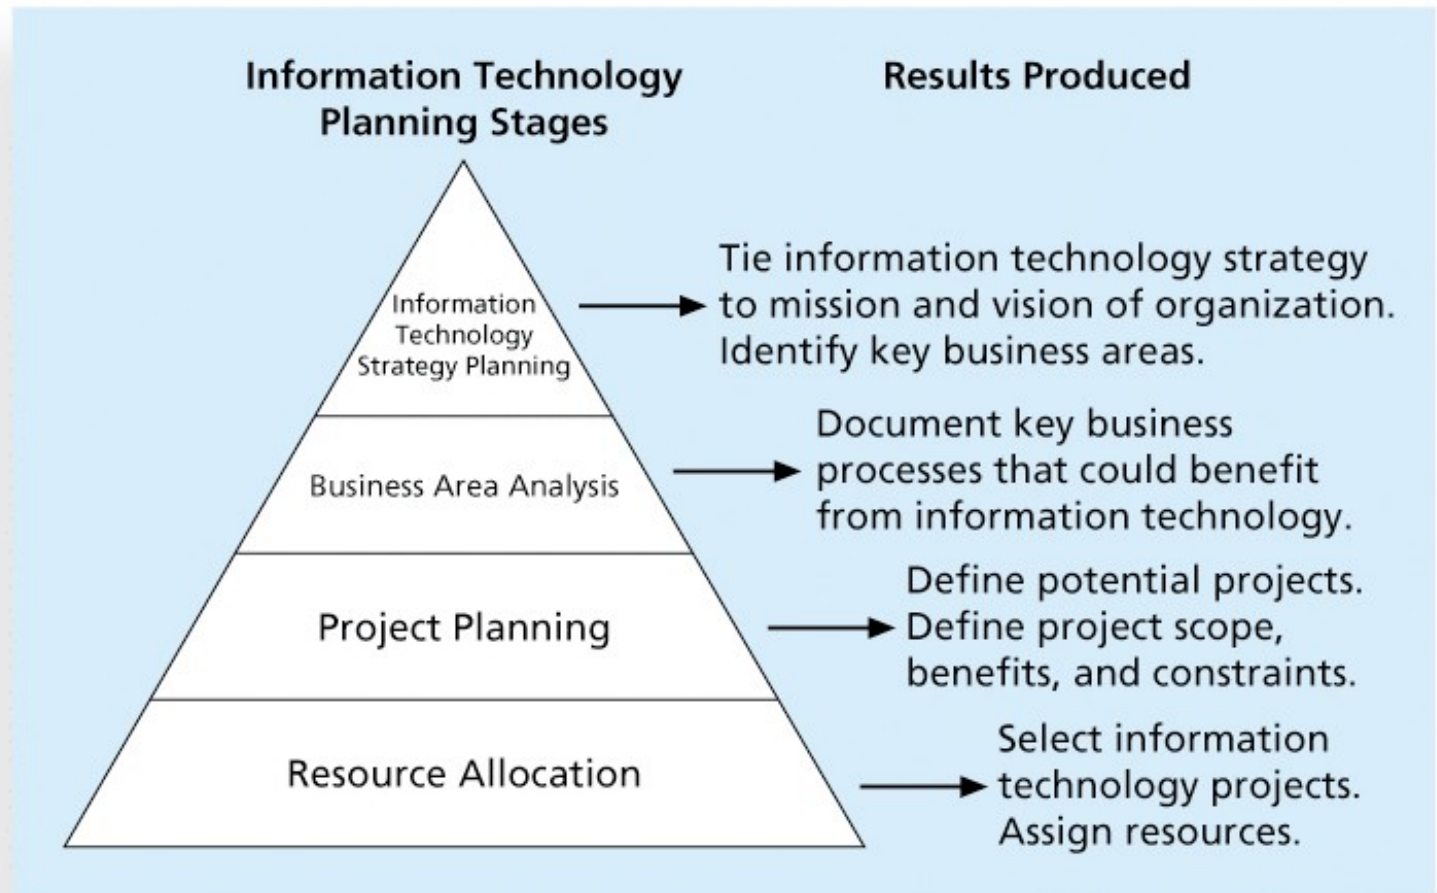 Information Technology
Planning Stages
Results Produced
Information
Technology
Strategy Planning
Tie information technology strategy
to mission and vision of organization.
Identify key business areas.
Business Area Analysis
Document key business
processes that could benefit
from information technology.
Project Planning
Define potential projects.
Define project scope,
benefits, and constraints.
Resource Allocation
Select information
technology projects.
Assign resources.